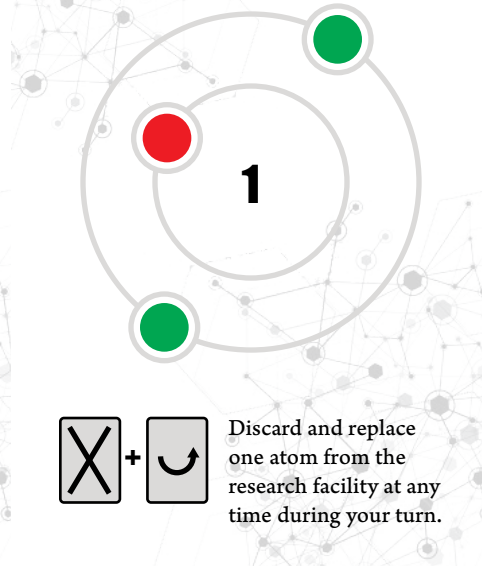 1
+
Discard and replace
one atom from the
research facility at any
time during your turn.